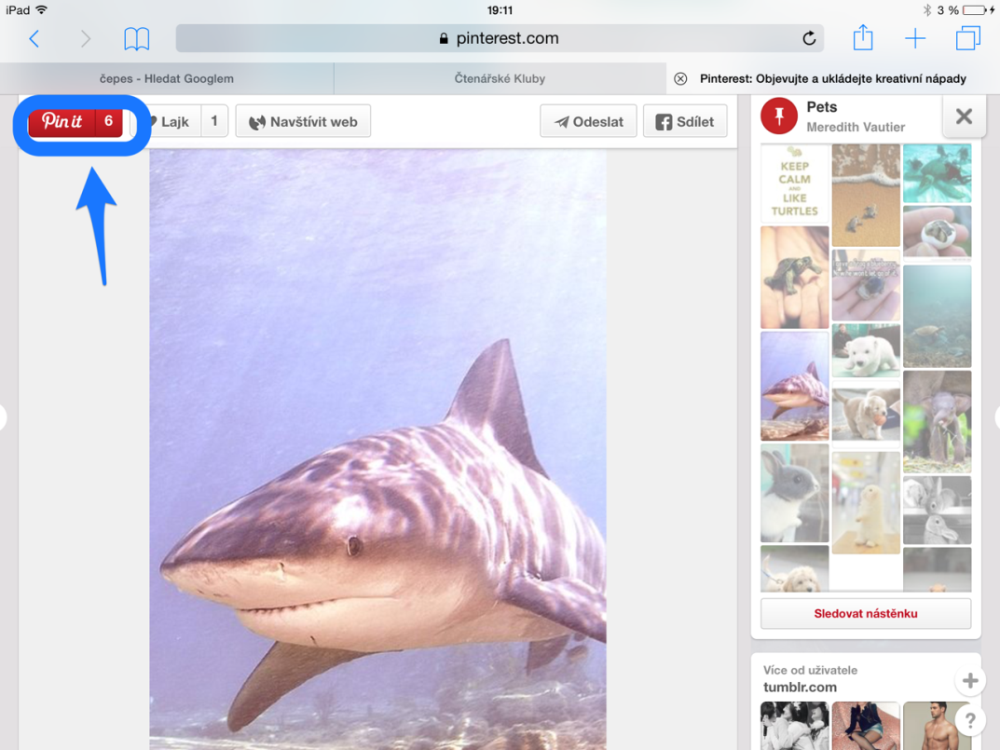 iPad
19:11
3 %
pinterest.com
čepes - Hledat Googlem
Čtenářské Kluby
Pinterest: Objevujte a ukládejte kreativní nápady
Pin it 6
Lajk 1
Navštívit web
Odeslat
Sdílet
Pets
Meredith Vautier
KEEP
CALM
AND
LIKE
TURTLES
Sledovat nástěnku
Více od uživatele
tumblr.com
?